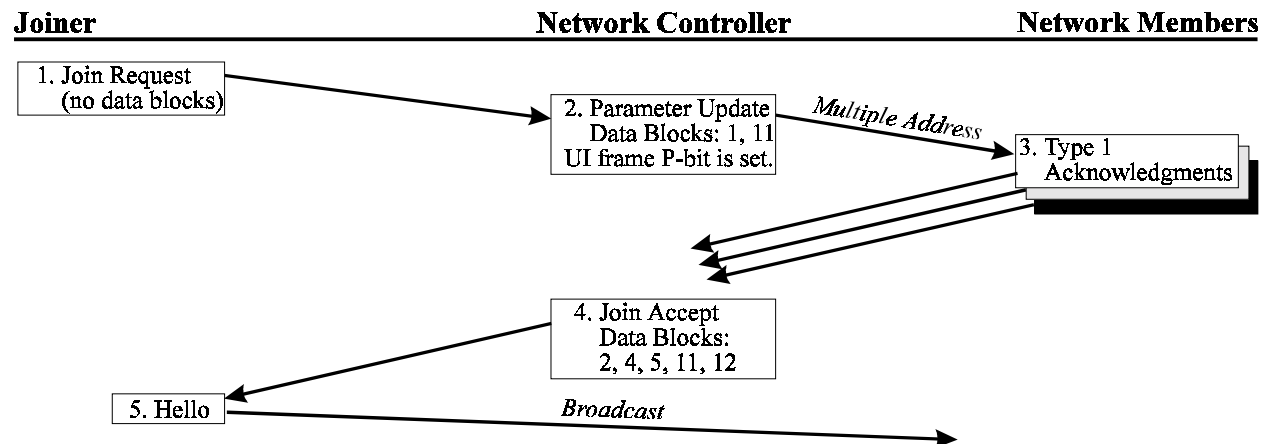 Joiner
Network Controller
Network Members
1. Join Request
(no data blocks)
2. Parameter Update
Data Blocks: 1, 11
UI frame P-bit is set.
Multiple Address
3. Type 1
Acknowledgments
4. Join Accept
Data Blocks:
2, 4, 5, 11, 12
5. Hello
Broadcast